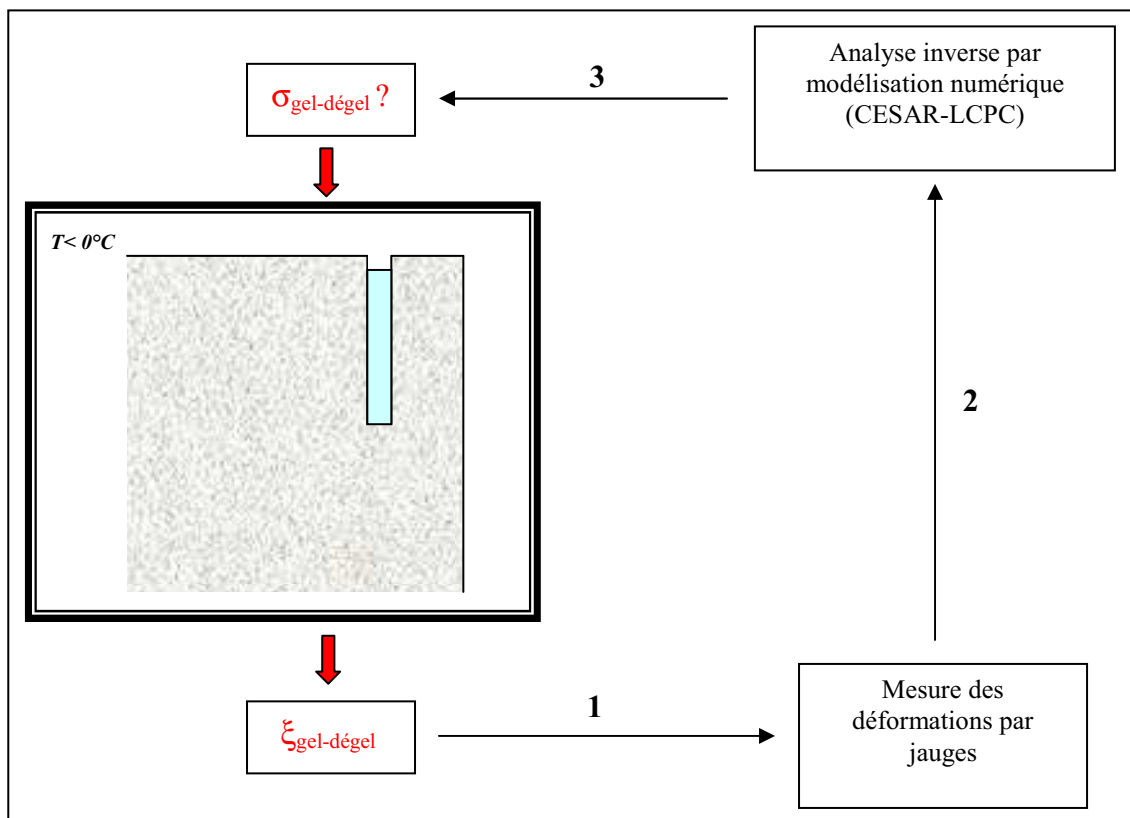 Analyse inverse par
modélisation numérique
(CESAR-LCPC)
3
σgel-dégel ?
T< 0°C
2
1
ξgel-dégel
Mesure des
déformations par
jauges